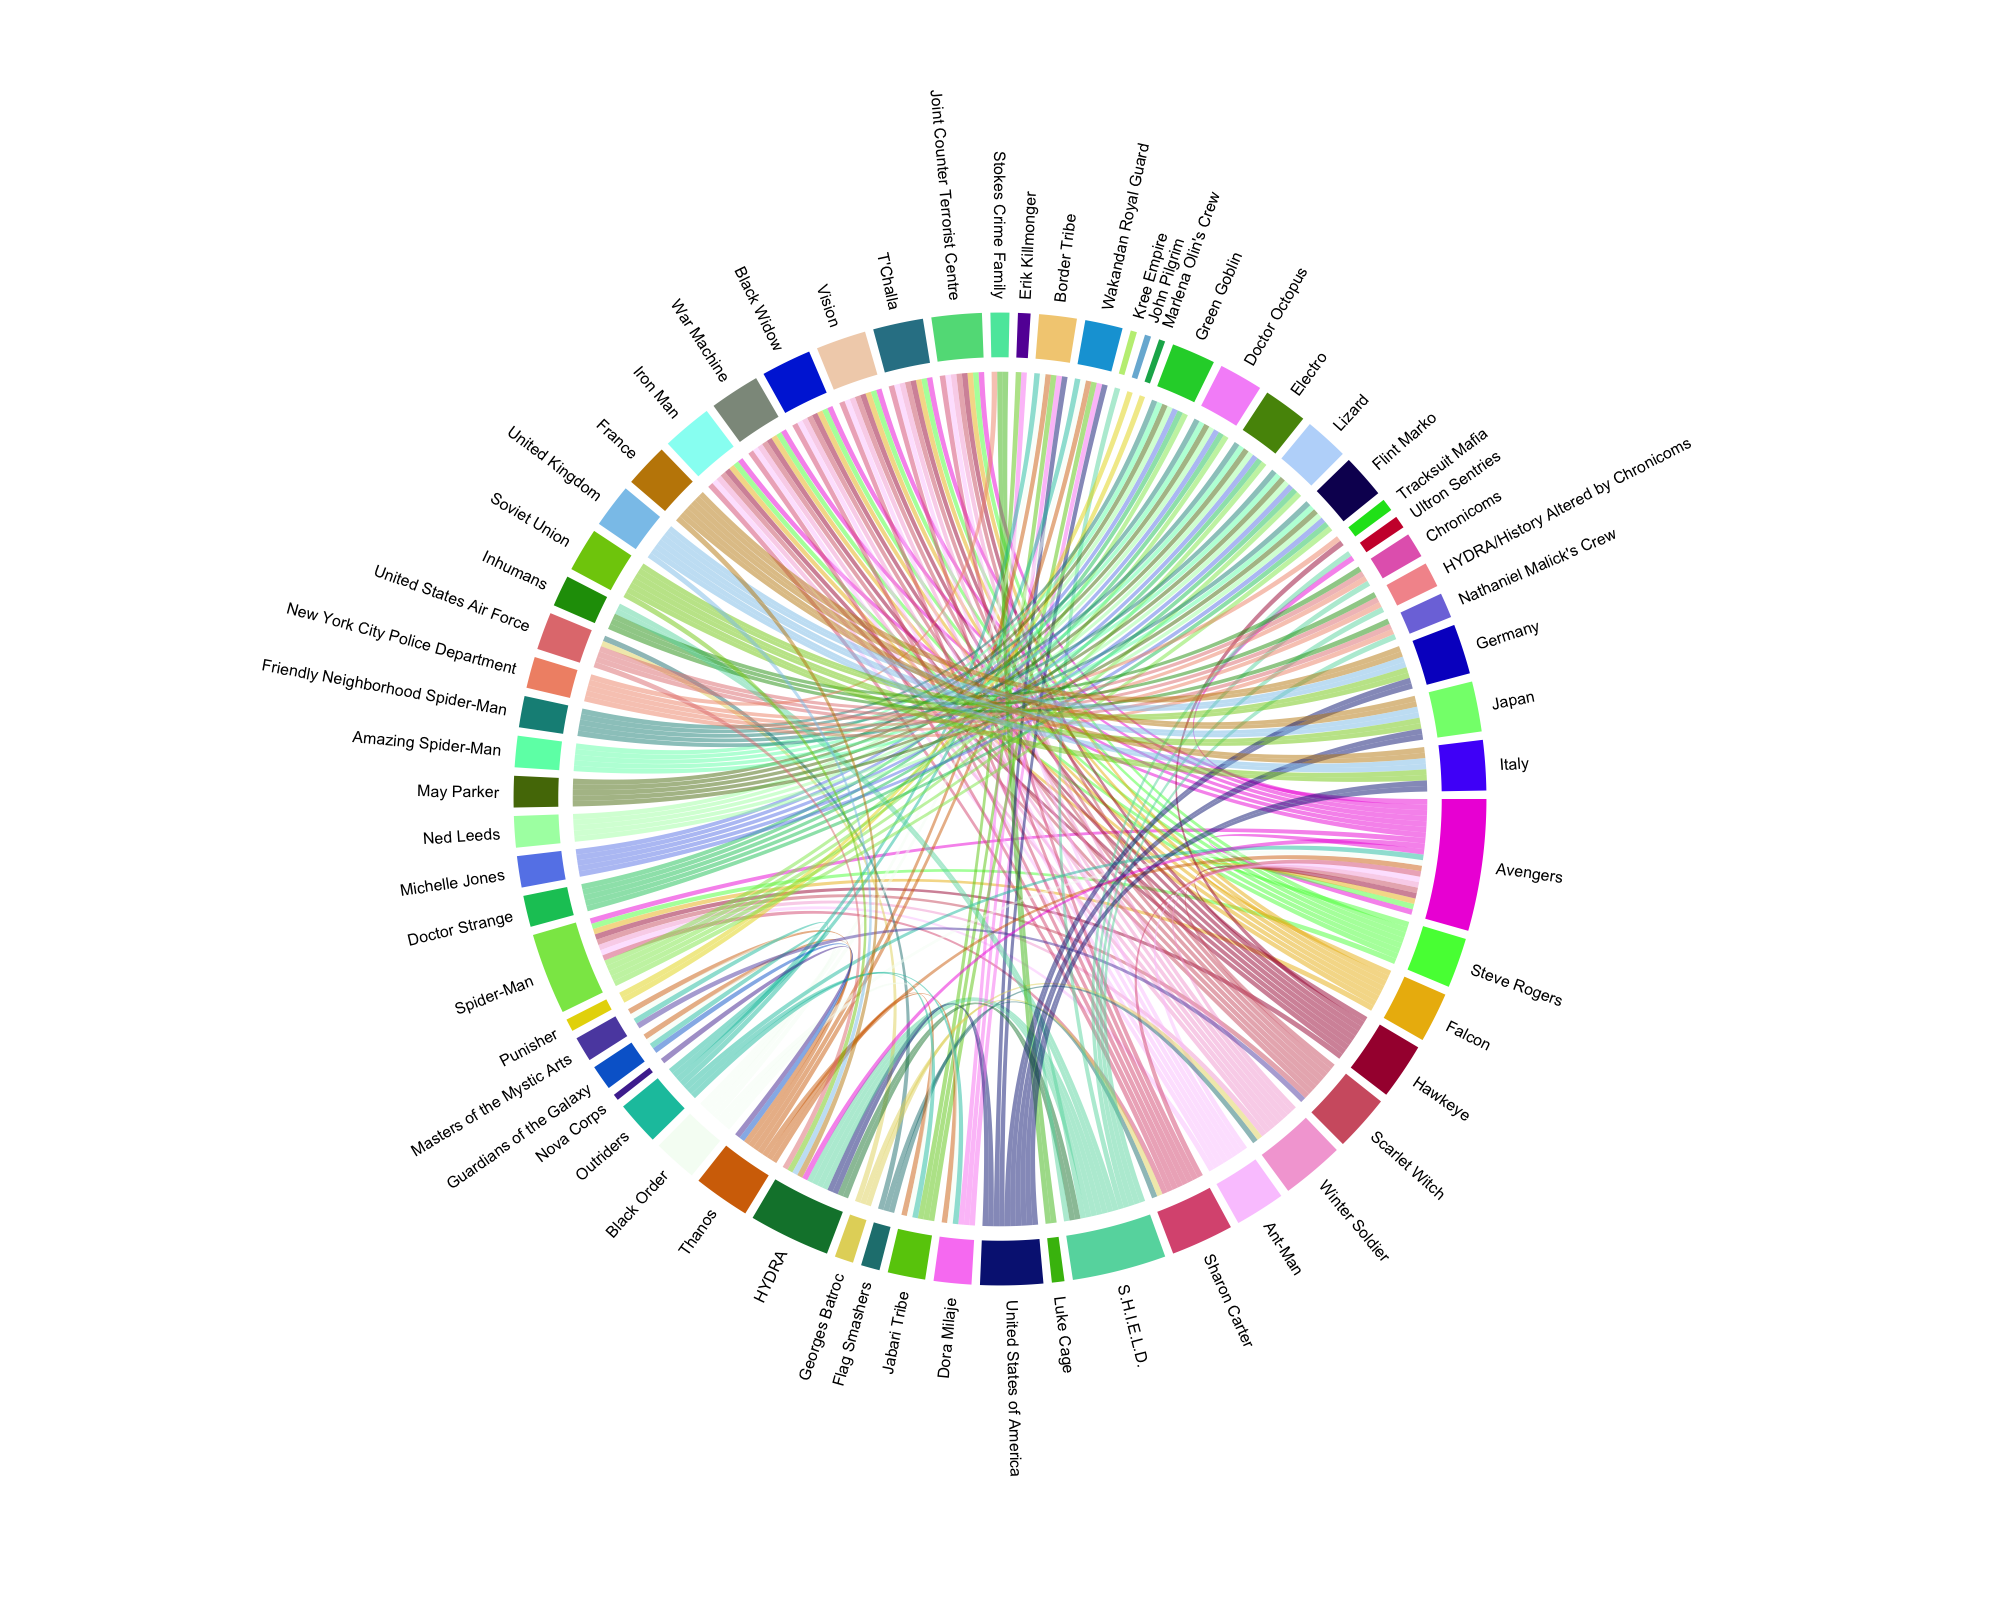 Joint Counter Terrorist Centre
Stokes Crime Family
Erik Killmonger
Border Tribe
Wakandan Royal Guard
Kree Empire
John Pilgrim
Marlena Olin's Crew
Green Goblin
Doctor Octopus
Electro
Lizard
Flint Marko
Tracksuit Mafia
Ultron Sentries
Chronicoms
HYDRA/History Altered by Chronicoms
Nathaniel Malick's Crew
Germany
Japan
Italy
Avengers
Steve Rogers
Falcon
Hawkeye
Scarlet Witch
Winter Soldier
Ant-Man
Sharon Carter
S.H.I.E.L.D.
Luke Cage
United States of America
Dora Milaje
Jabari Tribe
Flag Smashers
Georges Batroc
HYDRA
Thanos
Black Order
Outriders
Nova Corps
Guardians of the Galaxy
Masters of the Mystic Arts
Punisher
Spider-Man
Doctor Strange
Michelle Jones
Ned Leeds
May Parker
Amazing Spider-Man
Friendly Neighborhood Spider-Man
New York City Police Department
United States Air Force
Inhumans
Soviet Union
United Kingdom
France
Iron Man
War Machine
Black Widow
Vision
T'Challa